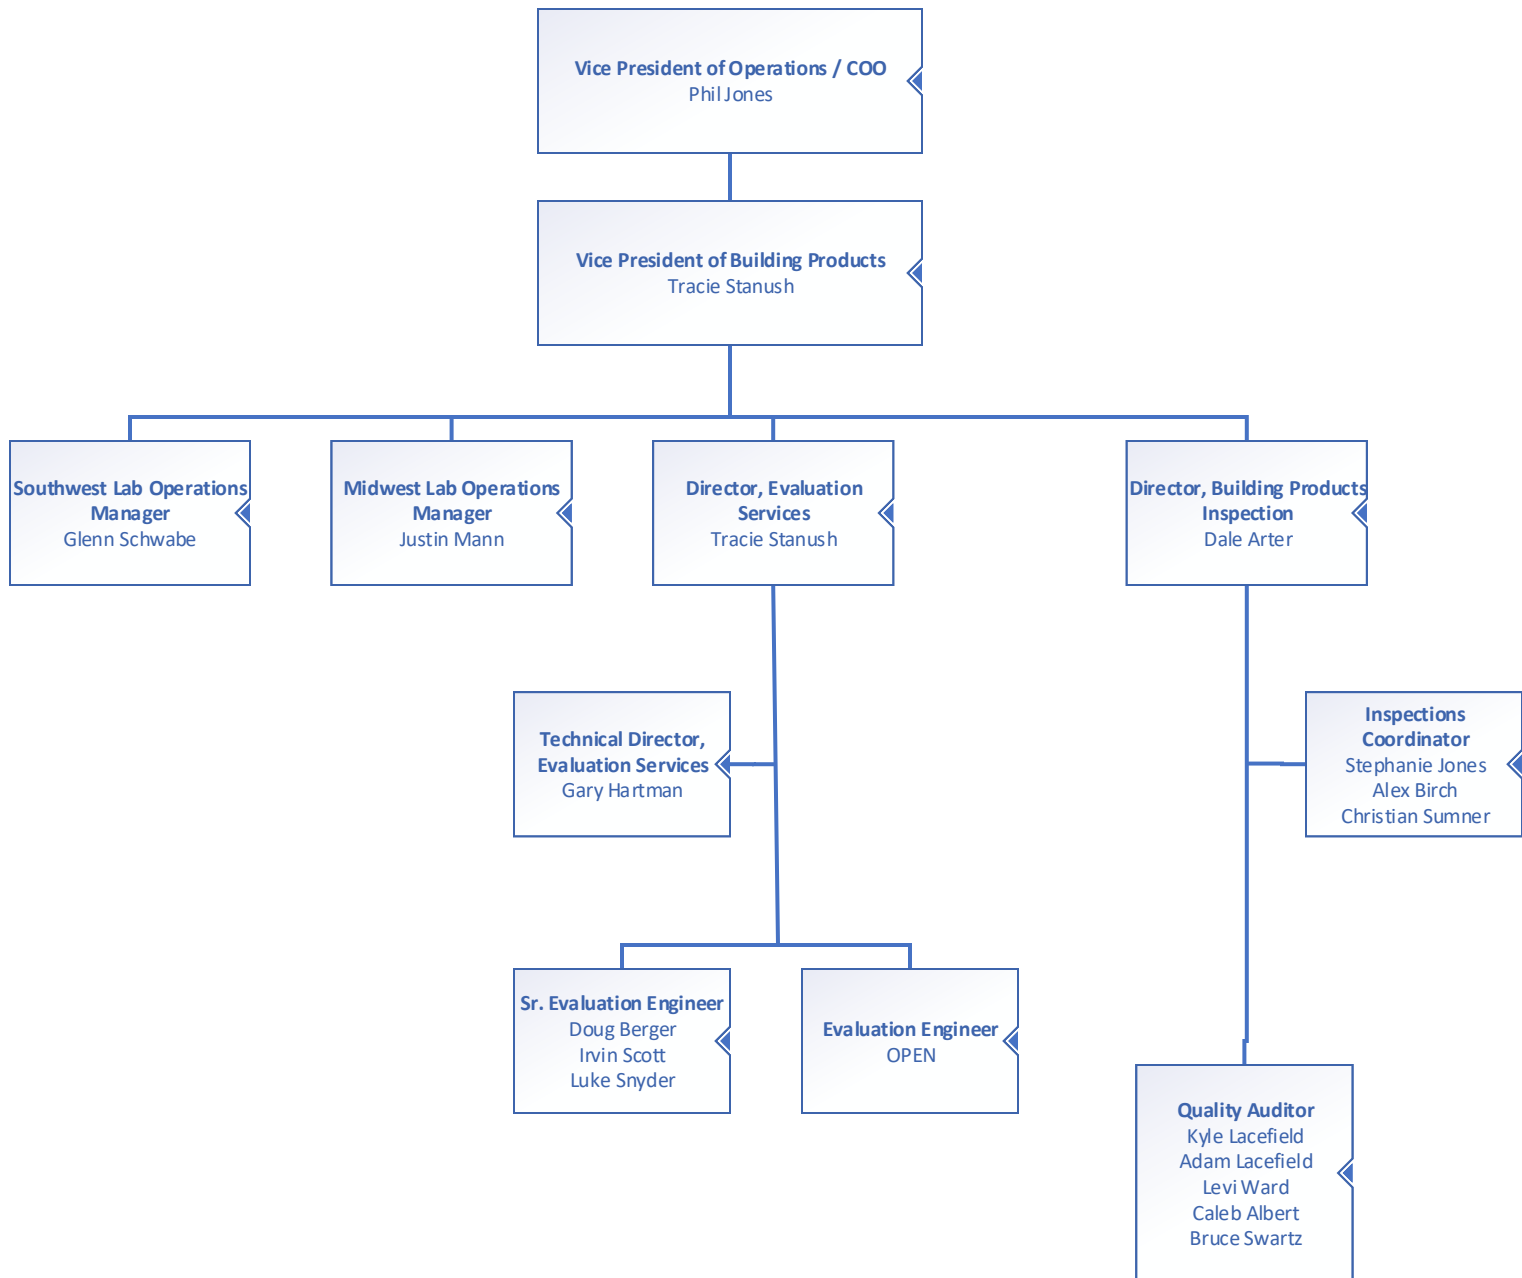 Vice President of Operations / COO
Phil Jones
Vice President of Building Products
Tracie Stanush
Southwest Lab Operations
Manager
Glenn Schwabe
Midwest Lab Operations
Manager
Justin Mann
Director, Evaluation
Services
Tracie Stanush
Director, Building Products
Inspection
Dale Arter
Technical Director,
Evaluation Services
Gary Hartman
Inspections
Coordinator
Stephanie Jones
Alex Birch
Christian Sumner
Sr. Evaluation Engineer
Doug Berger
Irvin Scott
Luke Snyder
Evaluation Engineer
OPEN
Quality Auditor
Kyle Lacefield
Adam Lacefield
Levi Ward
Caleb Albert
Bruce Swartz